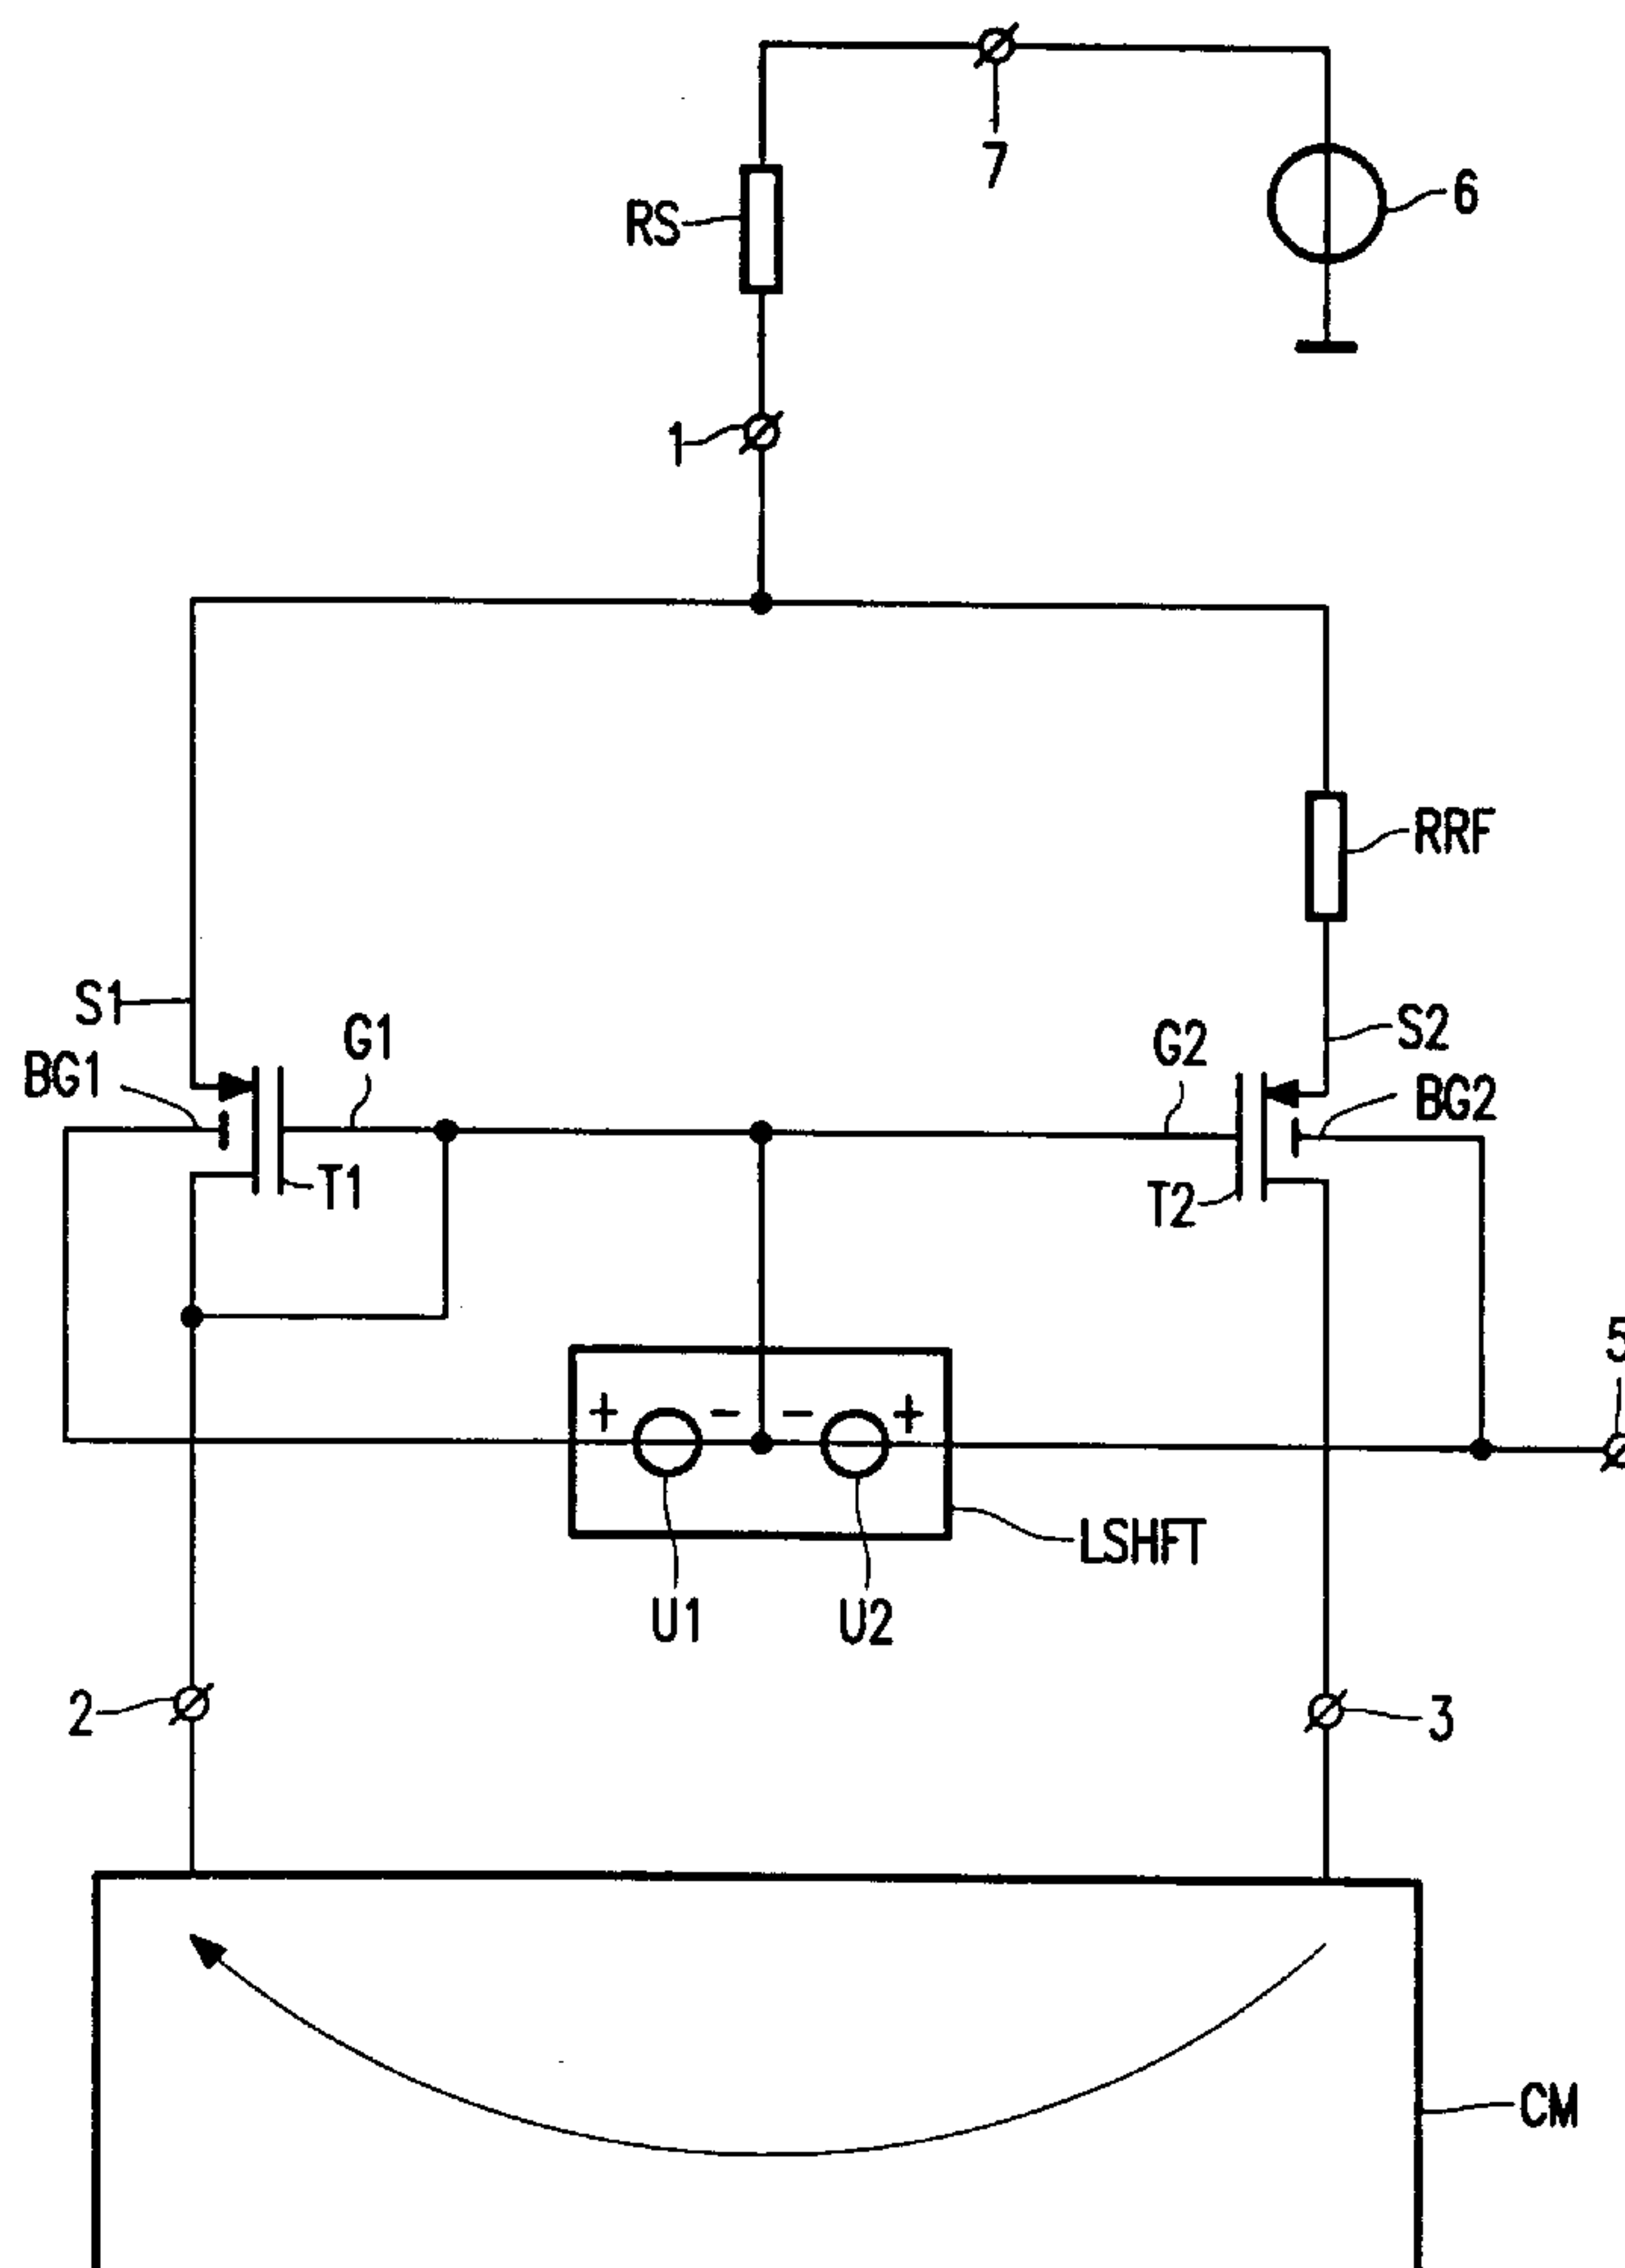 7
6
RS
1
RRF
S1
G1
G2
S2
BG1
BG2
T1
T2
5
+ - - +
LSHFT
U1
U2
2
3
CM